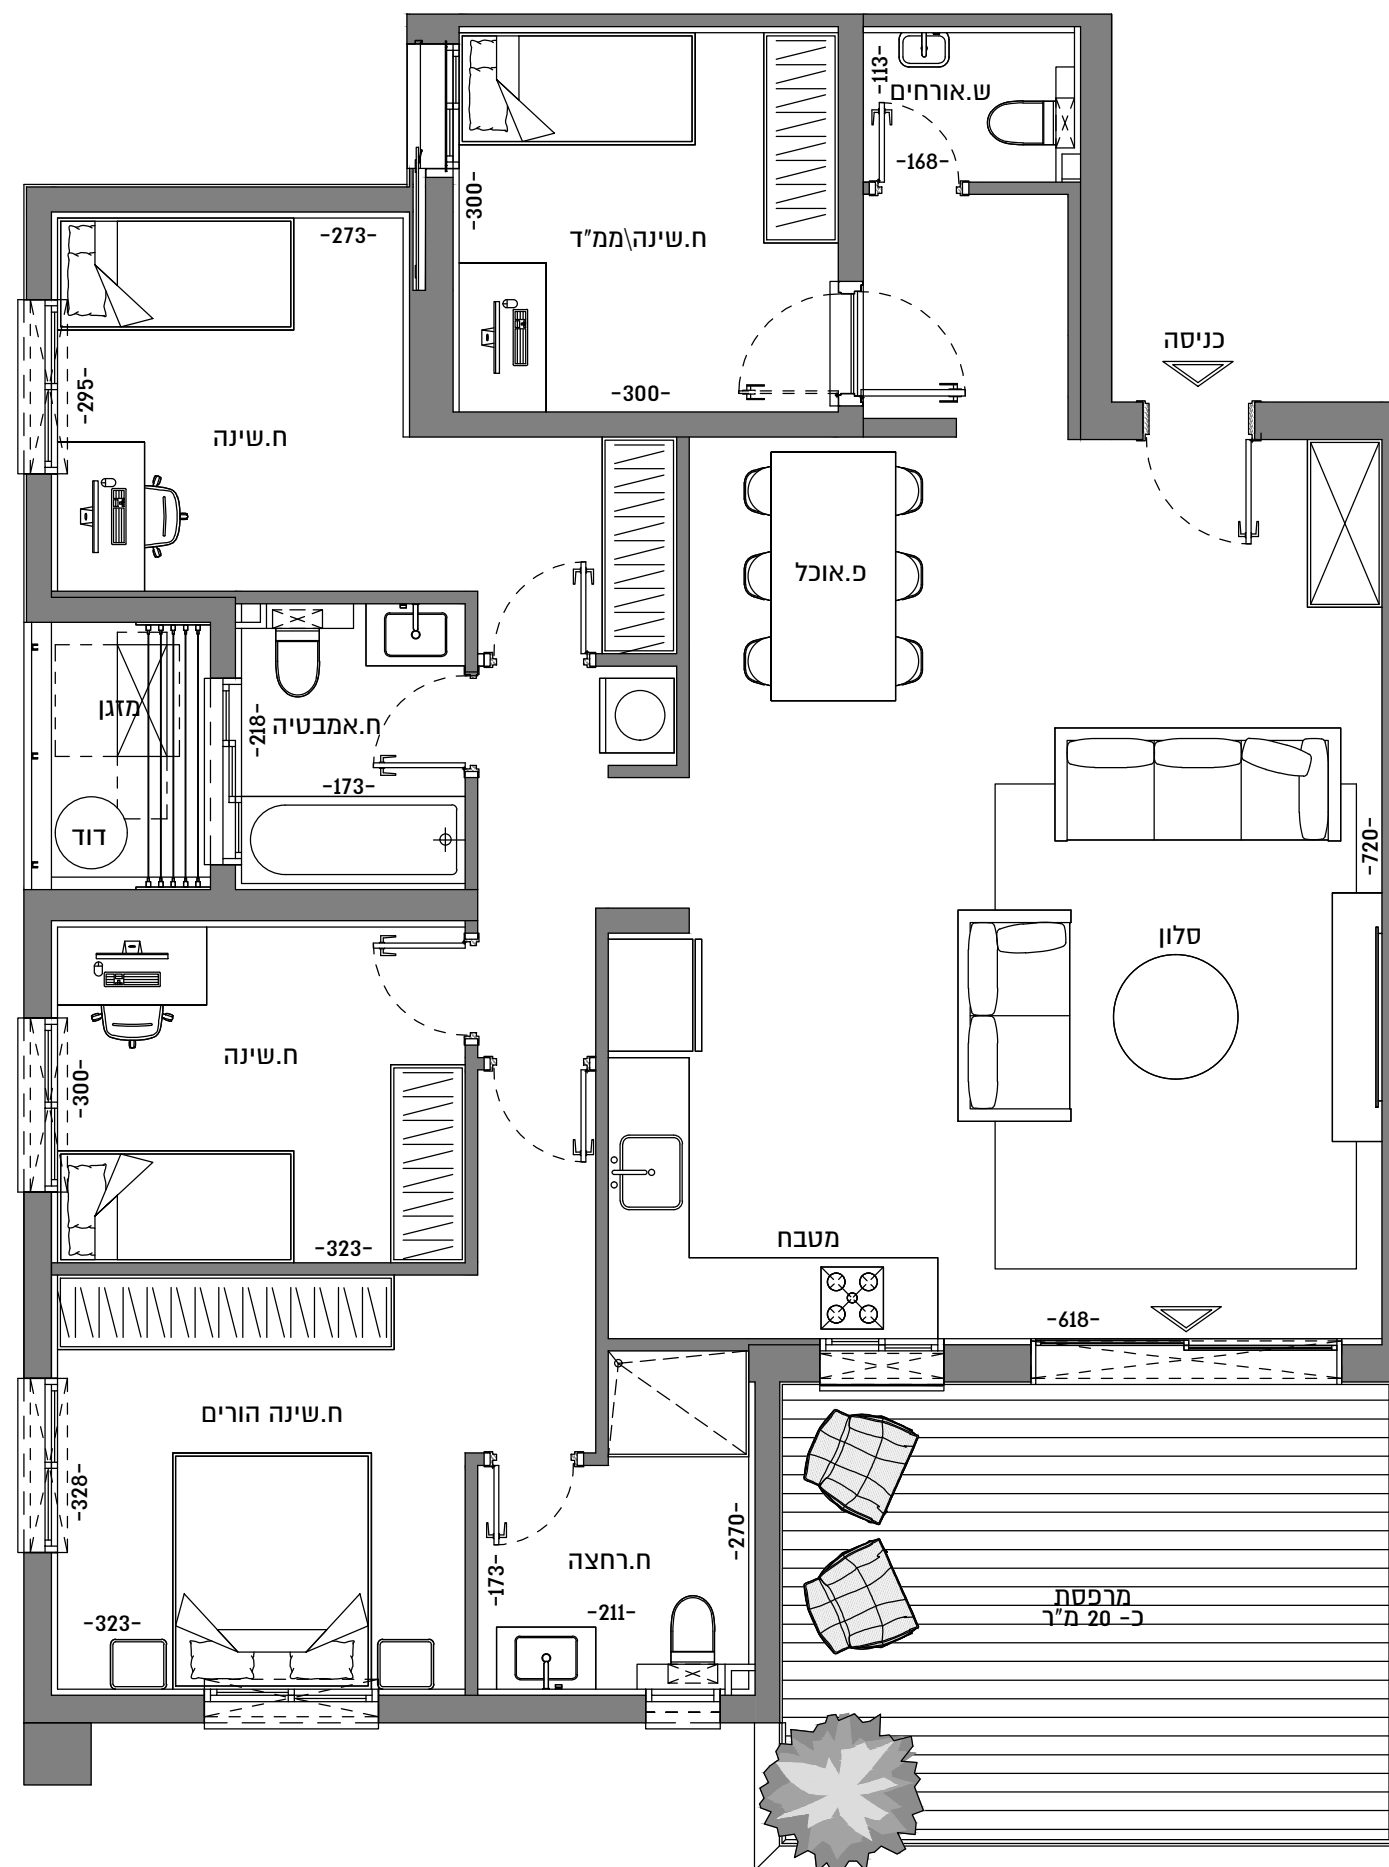 -113-
ש.אורחים
-168-
-300-
ח.שינה\ממ"ד
-300-
כניסה
-273-
-295-
ח.שינה
פ.אוכל
מזגן
דוד
-218-
ח.אמבטיה
-173-
-720-
סלון
ח.שינה
-300-
-323-
מטבח
-618-
ח.שינה הורים
-328-
-323-
-270-
ח.רחצה
-173-
-211-
מרפסת
כ- 20 מ"ר